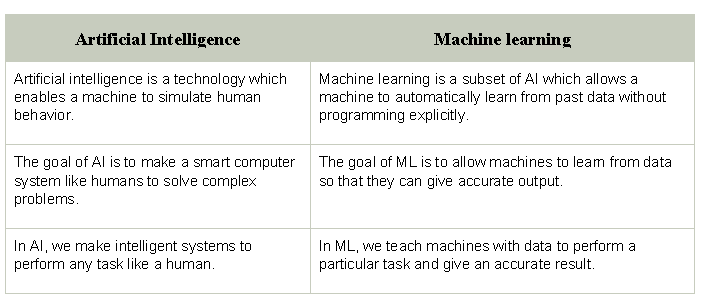 Artificial Intelligence
Machine learning
Artificial intelligence is a technology which
enables a machine to simulate human
behavior.
Machine learning is a subset of AI which allows a
machine to automatically learn from past data without
programming explicitly.
The goal of AI is to make a smart computer
system like humans to solve complex
problems.
The goal of ML is to allow machines to learn from data
so that they can give accurate output.
In AI, we make intelligent systems to
perform any task like a human.
In ML, we teach machines with data to perform a
particular task and give an accurate result.